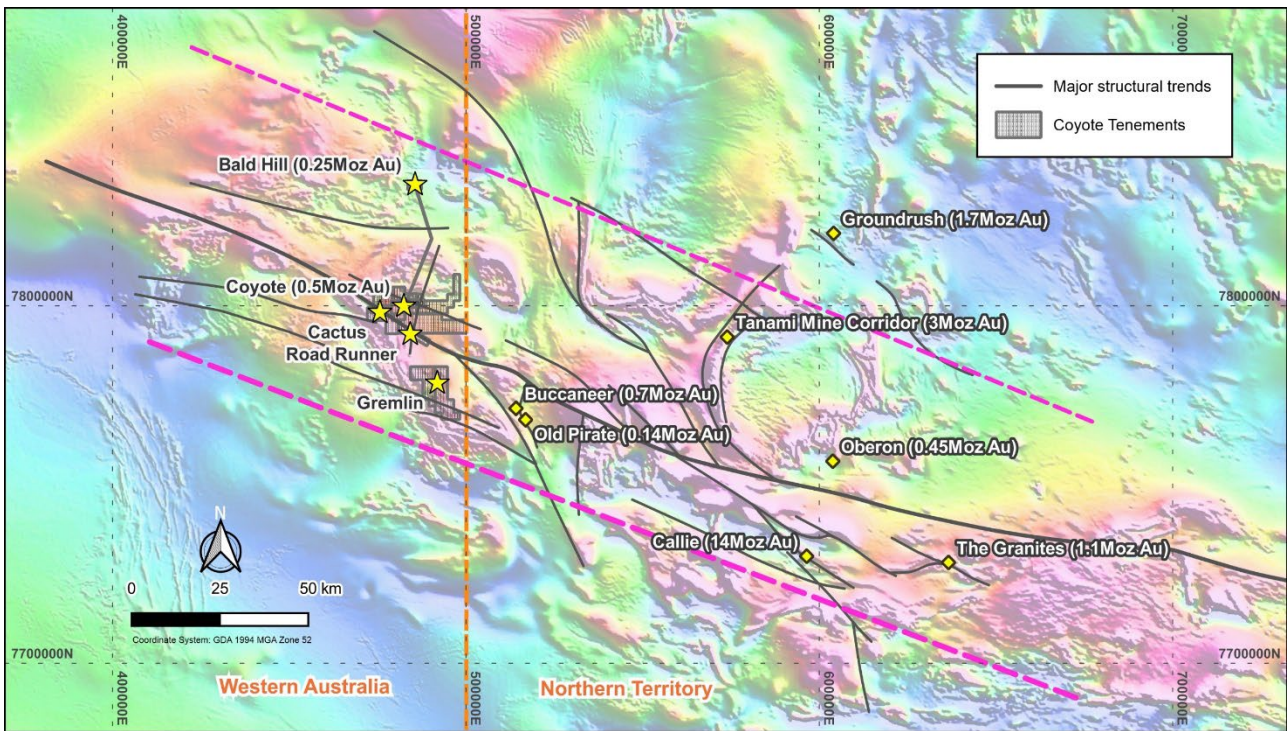 400000E
500000E
600000E
700000E
Major structural trends
Coyote Tenements
Bald Hill (0.25Moz Au)
Groundrush (1.7Moz Au)
7800000N
7800000N
Coyote (0.5Moz Au)
Tanami Mine Corridor (3Moz Au)
Cactus
Road Runner
Gremlin
Buccaneer (0.7Moz Au)
Old Pirate (0.14Moz Au)
Oberon (0.45Moz Au)
N
Callie (14Moz Au)
The Granites (1.1Moz Au)
0 25 50 km
Coordinate System: GDA 1994 MGA Zone 52
7700000N
7700000N
Western Australia
Northern Territory
400000E
500000E
600000E
700000E